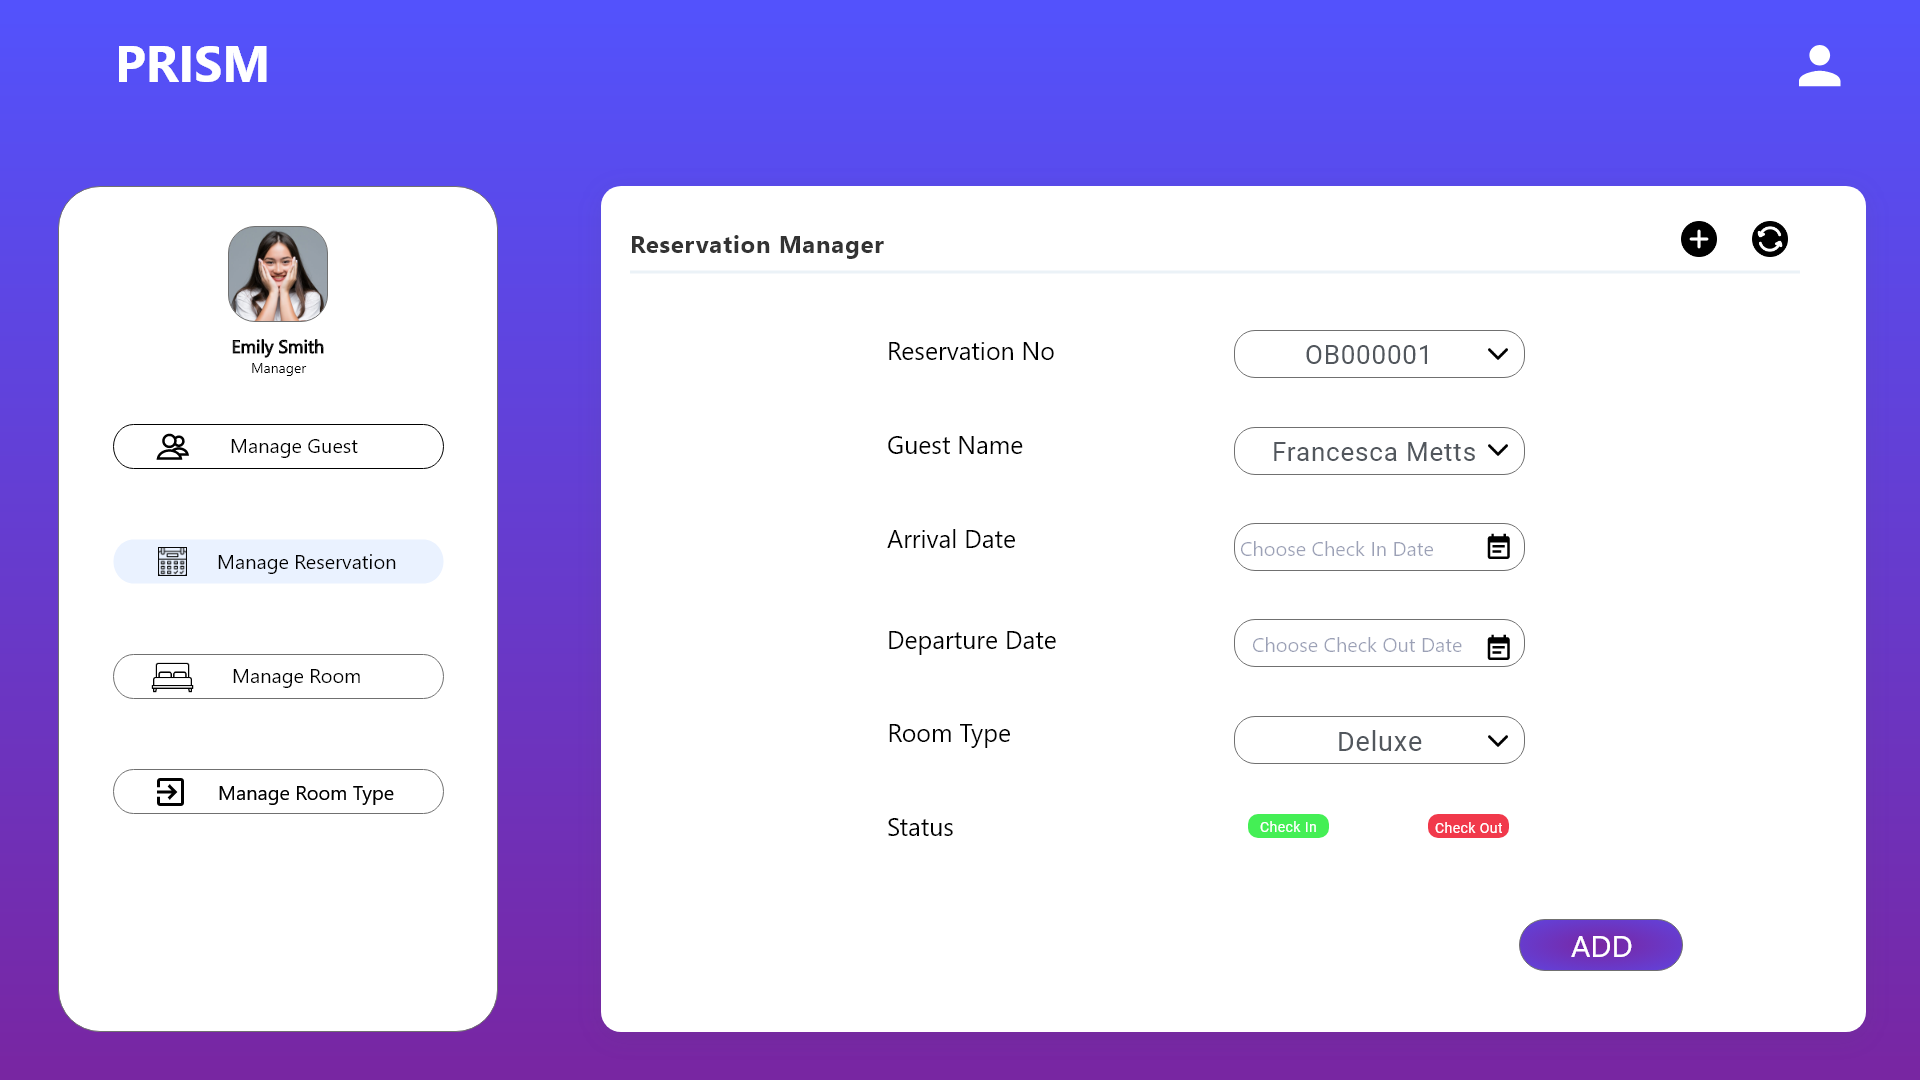 PRISM
Emily Smith
Manager
Manage Guest
Manage Reservation
Manage Room
Manage Room Type
Reservation Manager
Reservation No
OB000001
Guest Name
Francesca Metts
Arrival Date
Choose Check In Date
Departure Date
Choose Check Out Date
Room Type
Deluxe
Status
Check In
Check Out
ADD